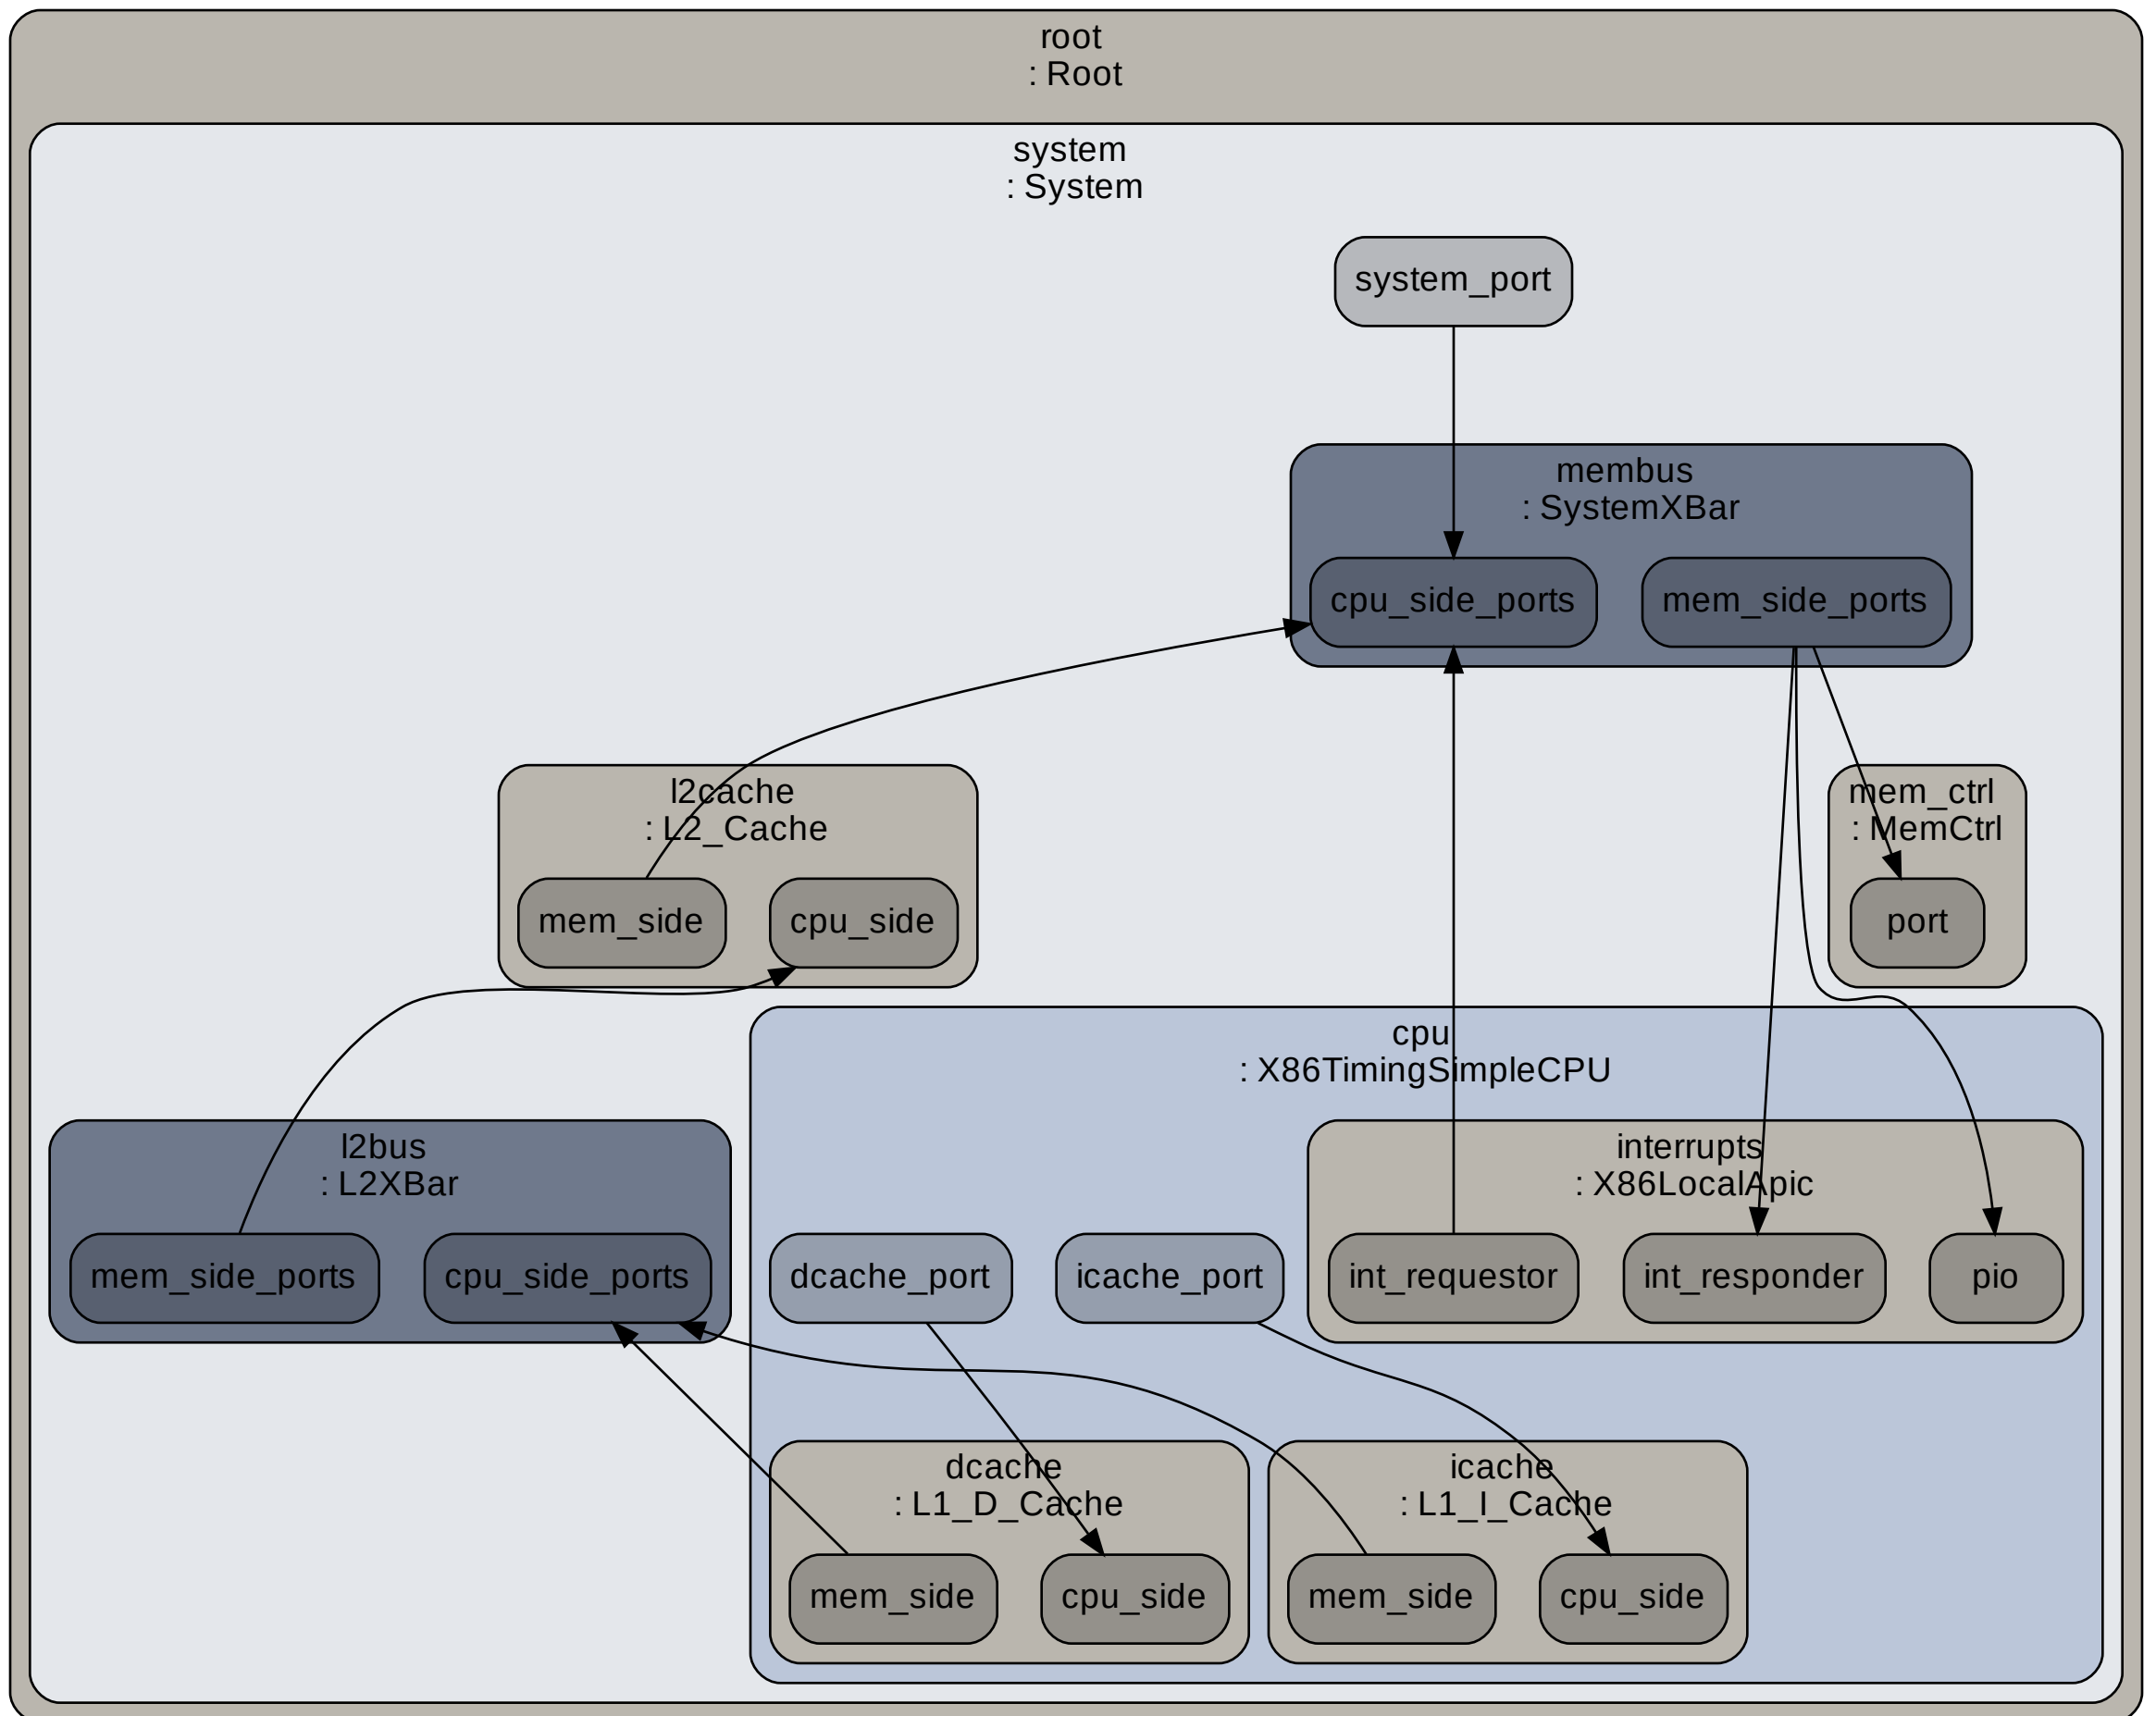 root
: Root
system
: System
system_port
membus
: SystemXBar
cpu_side_ports
mem_side_ports
l2cache
: L2_Cache
mem_side
cpu_side
mem_ctrl
: MemCtrl
port
cpu
: X86TimingSimpleCPU
l2bus
: L2XBar
mem_side_ports
cpu_side_ports
interrupts
: X86LocalApic
dcache_port
icache_port
int_requestor
int_responder
pio
dcache
: L1_D_Cache
mem_side
cpu_side
icache
: L1_I_Cache
mem_side
cpu_side